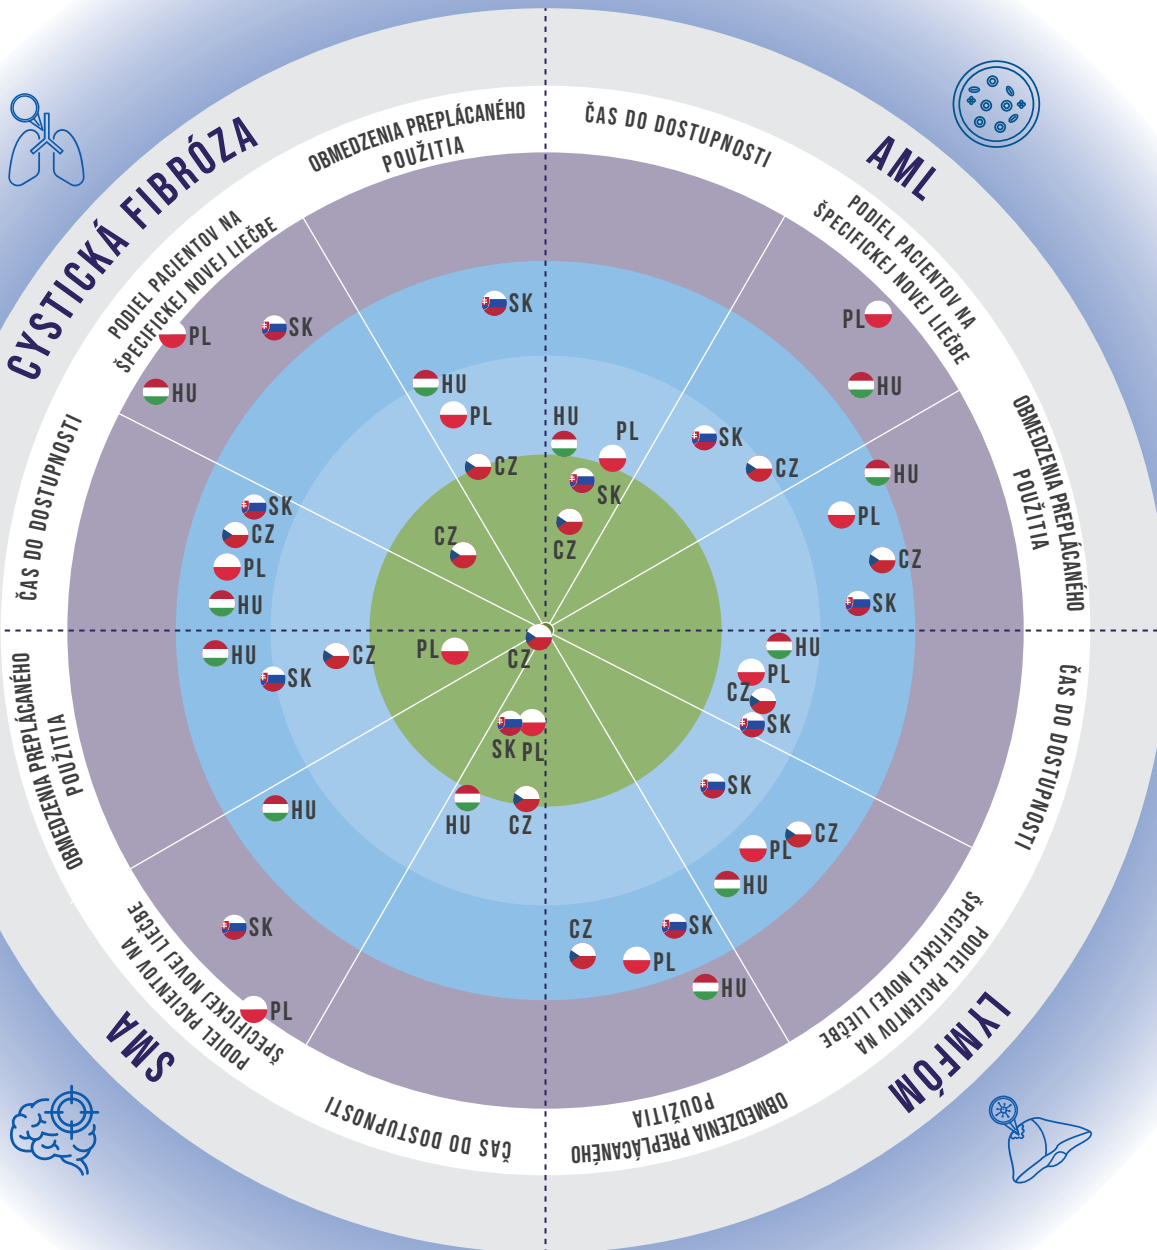 CYSTICKÁ FIBRÓZA
OBMEDZENIA PREPLÁCANÉHO
POUŽITIA
PODIEL PACIENTOV NA
ŠPECIFICKEJ NOVEJ LIEČBE
ČAS DO DOSTUPNOSTI
SK
HU
PL
CZ
PL
SK
HU
CZ
SK
CZ
PL
HU
AML
ČAS DO DOSTUPNOSTI
PODIEL PACIENTOV NA
ŠPECIFICKEJ NOVEJ LIEČBE
OBMEDZENIA PREPLÁCANÉHO
POUŽITIA
HU
PL
SK
CZ
PL
HU
SK
CZ
HU
PL
CZ
SK
SMA
OBMEDZENIA PREPLÁCANÉHO
POUŽITIA
PODIEL PACIENTOV NA
ŠPECIFICKEJ NOVEJ LIEČBE
ČAS DO DOSTUPNOSTI
HU
SK
CZ
PL
CZ
HU
SK
PL
SK
PL
HU
CZ
LYMFÓM
ČAS DO DOSTUPNOSTI
PODIEL PACIENTOV NA
ŠPECIFICKEJ NOVEJ LIEČBE
OBMEDZENIA PREPLÁCANÉHO
POUŽITIA
HU
PL
CZ
SK
SK
CZ
PL
HU
SK
CZ
PL
HU